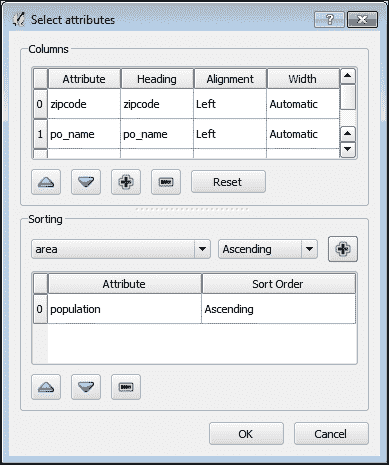 Select attributes
Columns
Attribute Heading Alignment Width
0 zipcode zipcode Left Automatic
1 po_name po_name Left Automatic
Reset
Sorting
area Ascending
Attribute Sort Order
0 population Ascending
OK Cancel